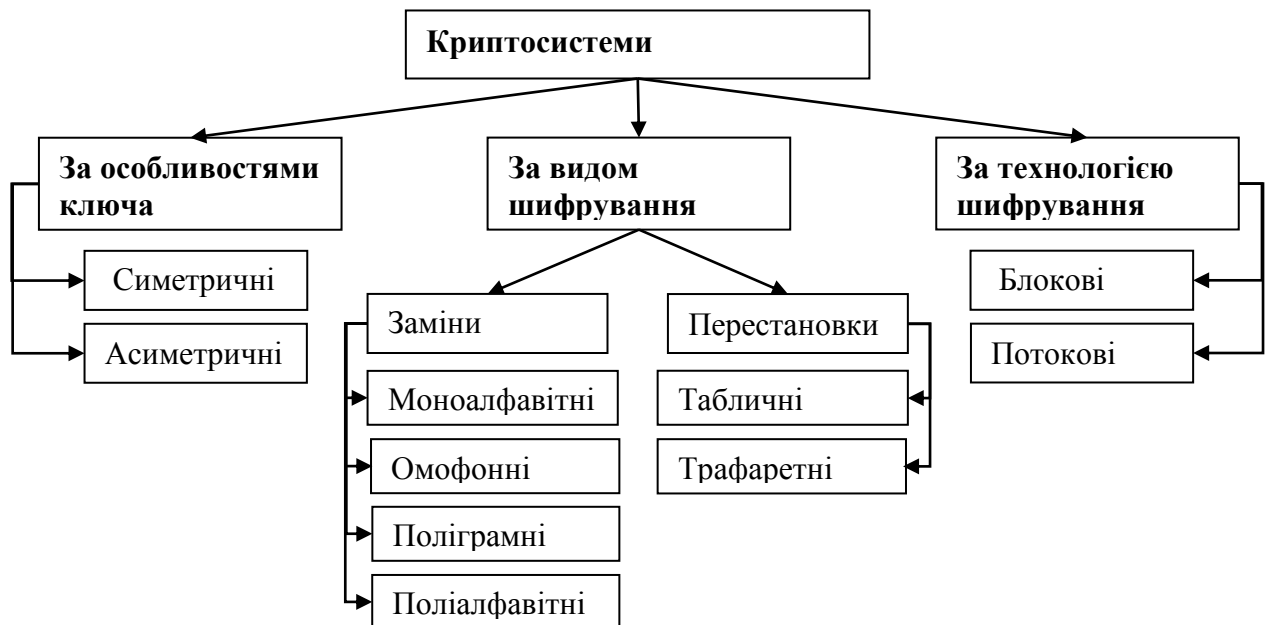 Криптосистеми
За особливостями
ключа
За видом
шифрування
За технологією
шифрування
Симетричні
Асиметричні
Заміни
Моноалфавітні
Омофонні
Поліграмні
Поліалфавітні
Перестановки
Табличні
Трафаретні
Блокові
Потокові